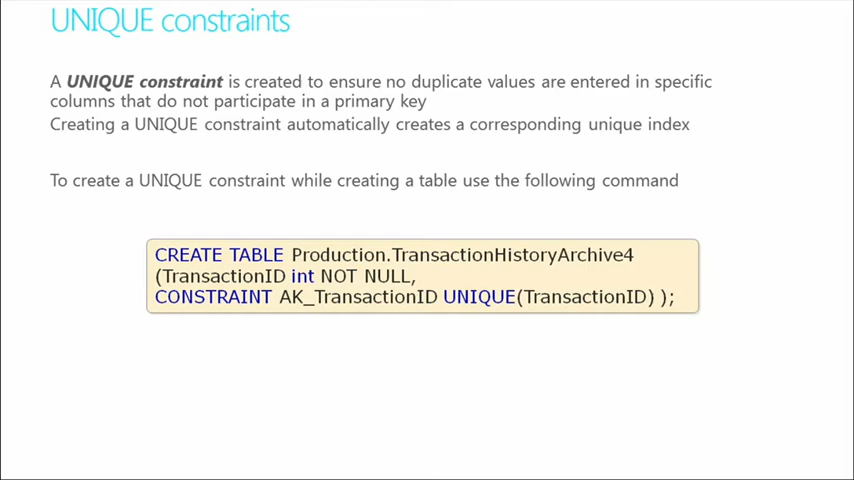 UNIQUE constraints
A UNIQUE constraint is created to ensure no duplicate values are entered in specific
columns that do not participate in a primary key
Creating a UNIQUE constraint automatically creates a corresponding unique index
To create a UNIQUE constraint while creating a table use the following command
CREATE TABLE Production.TransactionHistoryArchive4
(TransactionID int NOT NULL,
CONSTRAINT AK_TransactionID UNIQUE(TransactionID) );